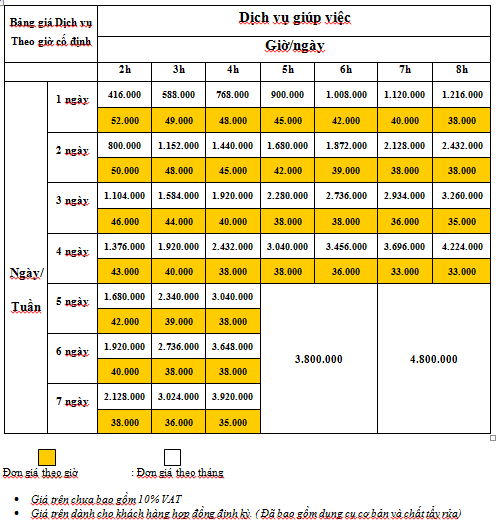 Bảng giá Dịch vụ
Theo giờ cố định
Dịch vụ giúp việc
Giờ/ngày
2h 3h 4h 5h 6h 7h 8h
Ngày/
Tuần
1 ngày 416.000 588.000 768.000 900.000 1.008.000 1.120.000 1.216.000
52.000 49.000 48.000 45.000 42.000 40.000 38.000
2 ngày 800.000 1.152.000 1.440.000 1.680.000 1.872.000 2.128.000 2.432.000
50.000 48.000 45.000 42.000 39.000 38.000 38.000
3 ngày 1.104.000 1.584.000 1.920.000 2.280.000 2.736.000 2.934.000 3.260.000
46.000 44.000 40.000 38.000 38.000 36.000 35.000
4 ngày 1.376.000 1.920.000 2.432.000 3.040.000 3.456.000 3.696.000 4.224.000
43.000 40.000 38.000 38.000 36.000 33.000 33.000
5 ngày 1.680.000 2.340.000 3.040.000
42.000 39.000 38.000
6 ngày 1.920.000 2.736.000 3.648.000 3.800.000 4.800.000
40.000 38.000 38.000
7 ngày 2.128.000 3.024.000 3.920.000
38.000 36.000 35.000
Đơn giá theo giờ : Đơn giá theo tháng
• Giá trên chưa bao gồm 10% VAT
• Giá trên dành cho khách hàng hợp đồng định kỳ. ( Đã bao gồm dụng cụ cơ bản và chất tẩy rửa)